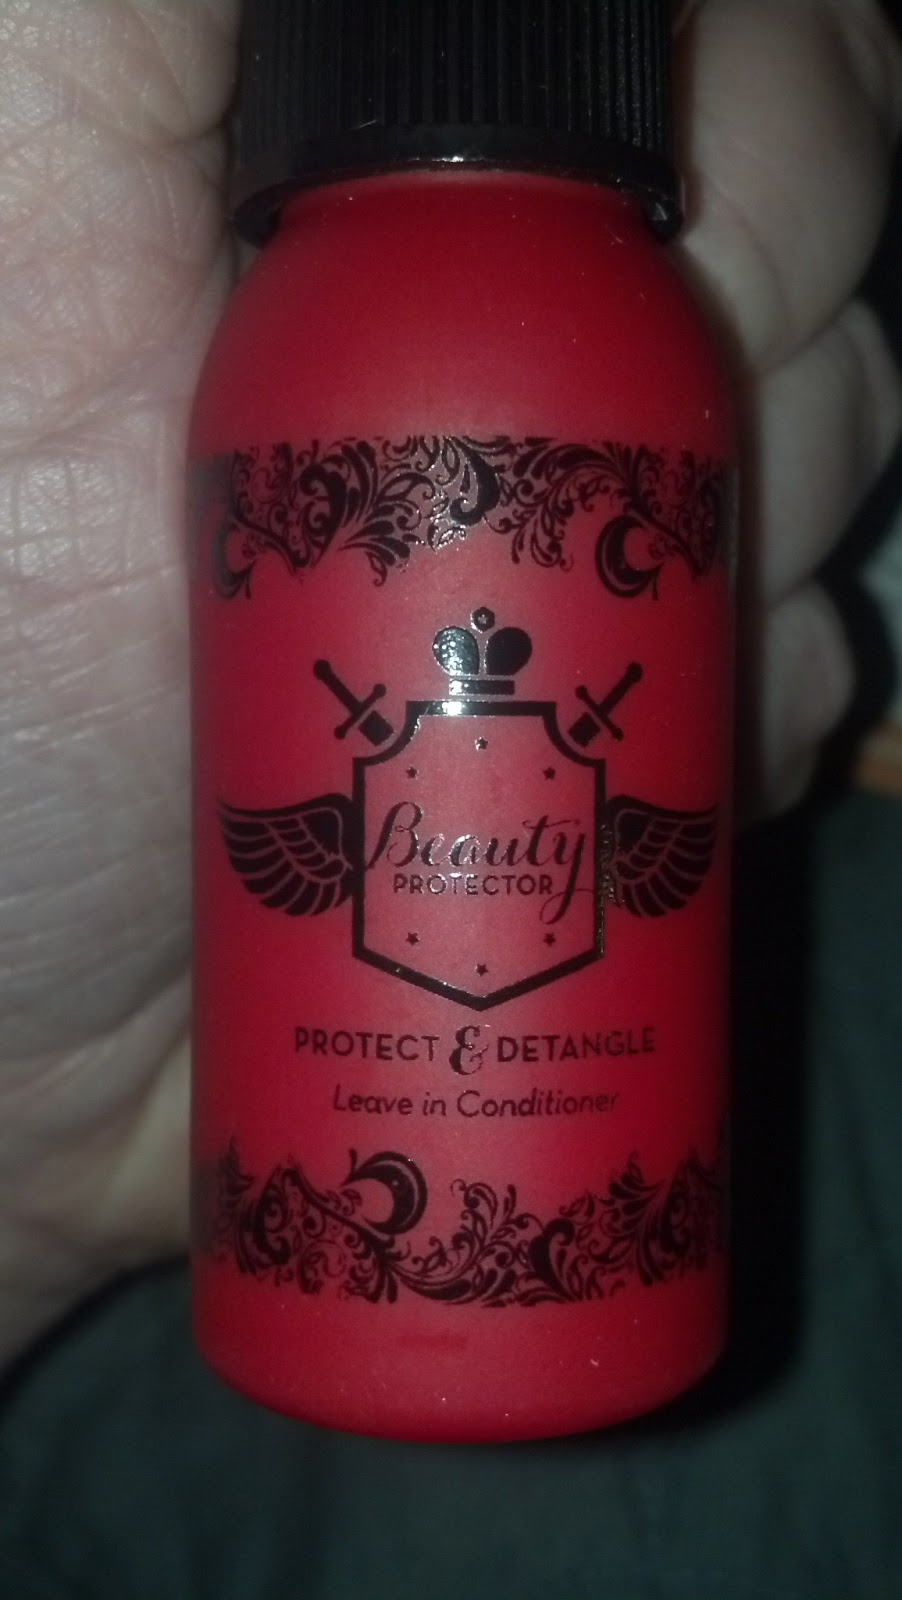 Beauty
PROTECTOR
PROTECT & DETANGLE
Leave in Conditioner